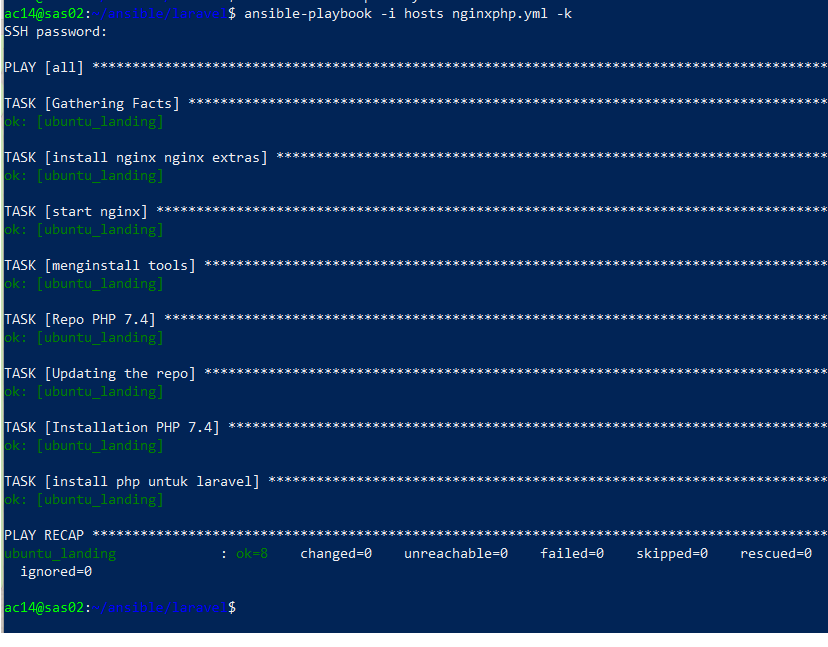 ac14@sas02:~/ansible/laravel$ ansible-playbook -i hosts nginxphp.yml -k
SSH password:
PLAY [all] ********************************************************************************************
TASK [Gathering Facts] ********************************************************************************
ok: [ubuntu_landing]
TASK [install nginx nginx extras] *********************************************************************
ok: [ubuntu_landing]
TASK [start nginx] ************************************************************************************
ok: [ubuntu_landing]
TASK [menginstall tools] ******************************************************************************
ok: [ubuntu_landing]
TASK [Repo PHP 7.4] ***********************************************************************************
ok: [ubuntu_landing]
TASK [Updating the repo] ******************************************************************************
ok: [ubuntu_landing]
TASK [Installation PHP 7.4] ***************************************************************************
ok: [ubuntu_landing]
TASK [install php untuk laravel] **********************************************************************
ok: [ubuntu_landing]
PLAY RECAP ********************************************************************************************
ubuntu_landing             : ok=8    changed=0    unreachable=0    failed=0    skipped=0    rescued=0
ignored=0
ac14@sas02:~/ansible/laravel$